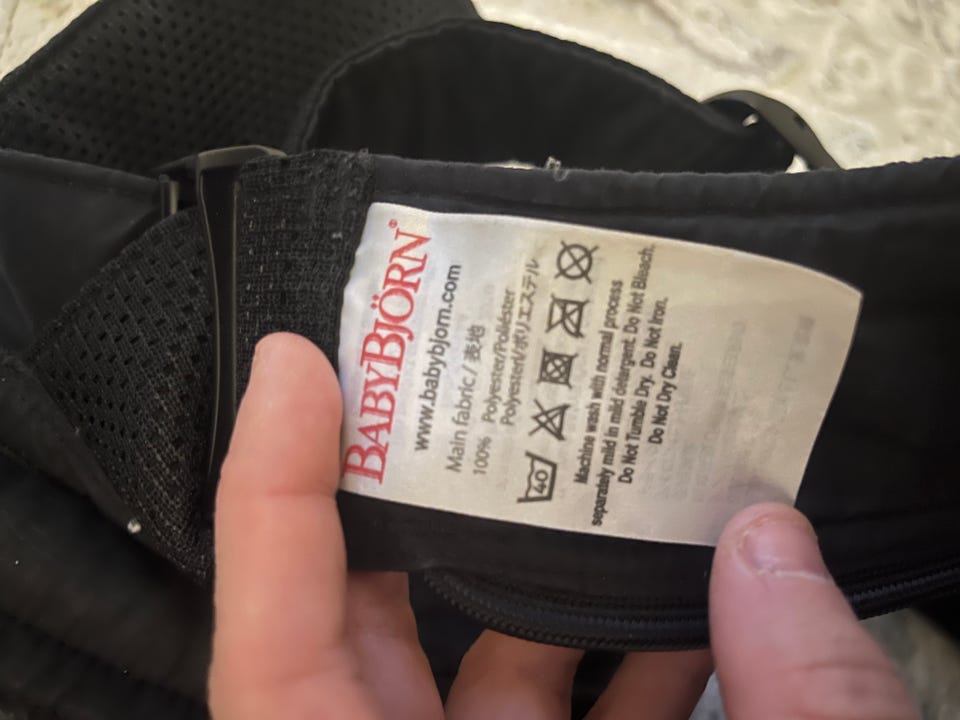 BABYBJÖRN®
www.babybjorn.com
Main fabric / 表地
100% Polyester/Poliéster
Polyester/ポリエステル
40
Machine wash with normal process
separately mild in mild detergent. Do Not Bleach.
Do Not Tumble Dry. Do Not Iron.
Do Not Dry Clean.